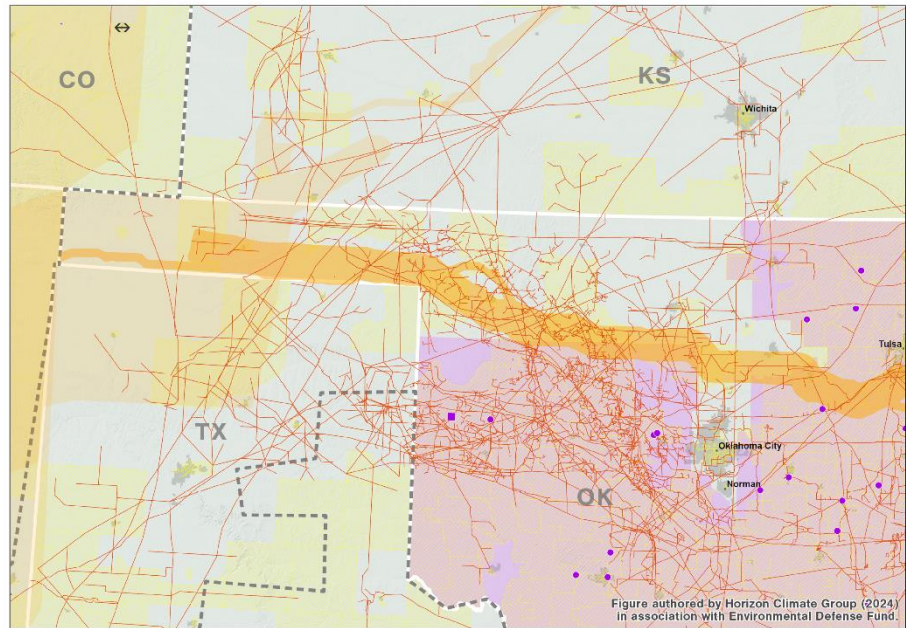 CO
KS
Wichita
Tulsa
TX
Oklahoma City
Norman
OK
Figure authored by Horizon Climate Group (2024)
in association with Environmental Defense Fund.